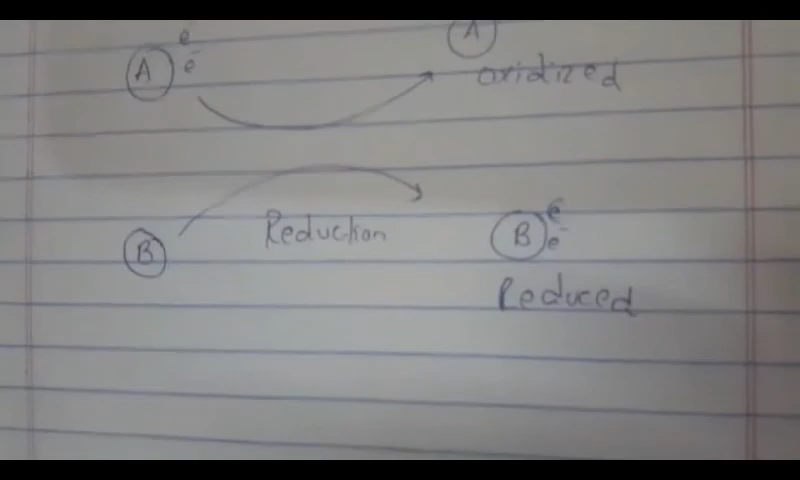 A e-
e
A
oxidized
Reduction
B
B e-
e
Reduced